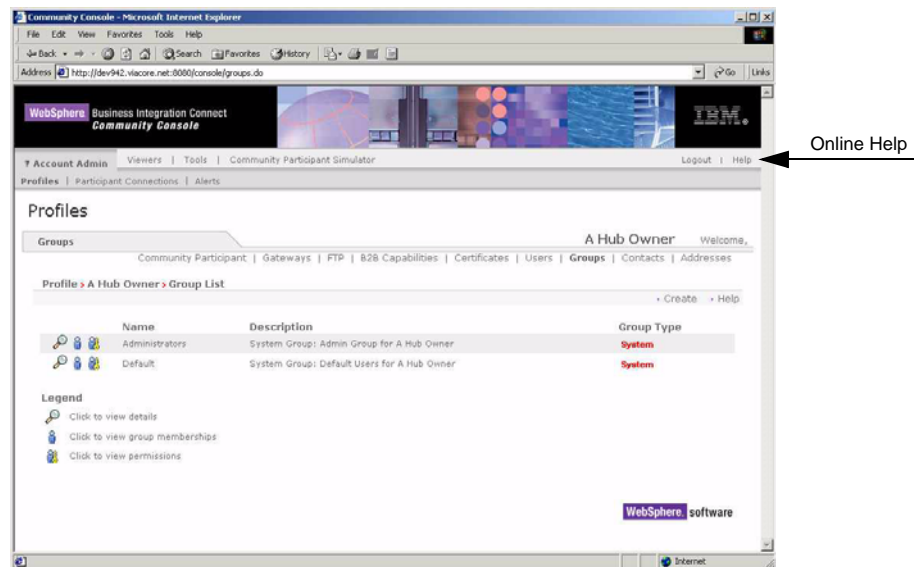 Community Console - Microsoft Internet Explorer
File Edit View Favorites Tools Help
Back Search Favorites History
Address http://dev942.viacore.net:8080/console/groups.do Go Links
WebSphere Business Integration Connect
Community Console
IBM
Online Help
? Account Admin Viewers | Tools | Community Participant Simulator Logout | Help
Profiles | Participant Connections | Alerts
Profiles
Groups A Hub Owner Welcome,
Community Participant | Gateways | FTP | B2B Capabilities | Certificates | Users | Groups | Contacts | Addresses
Profile > A Hub Owner > Group List
Create Help
Name Description Group Type
Administrators System Group: Admin Group for A Hub Owner System
Default System Group: Default Users for A Hub Owner System
Legend
Click to view details
Click to view group memberships
Click to view permissions
WebSphere. software
Internet